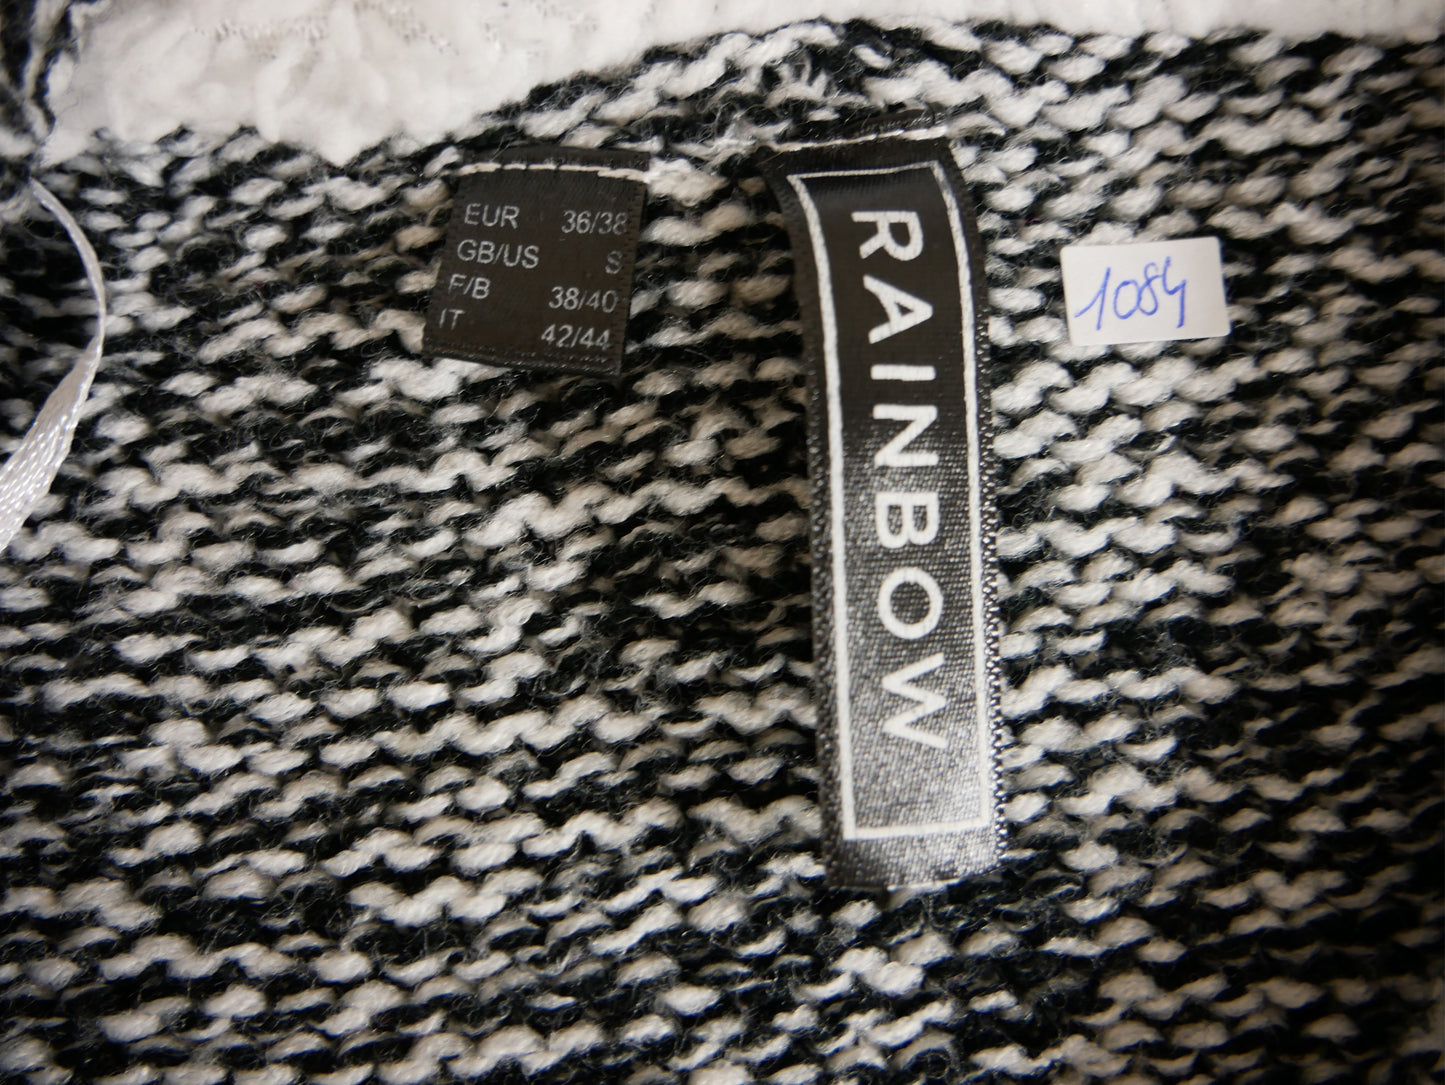 EUR 36/38
GB/US S
F/B 38/40
IT 42/44
RAINBOW
1084